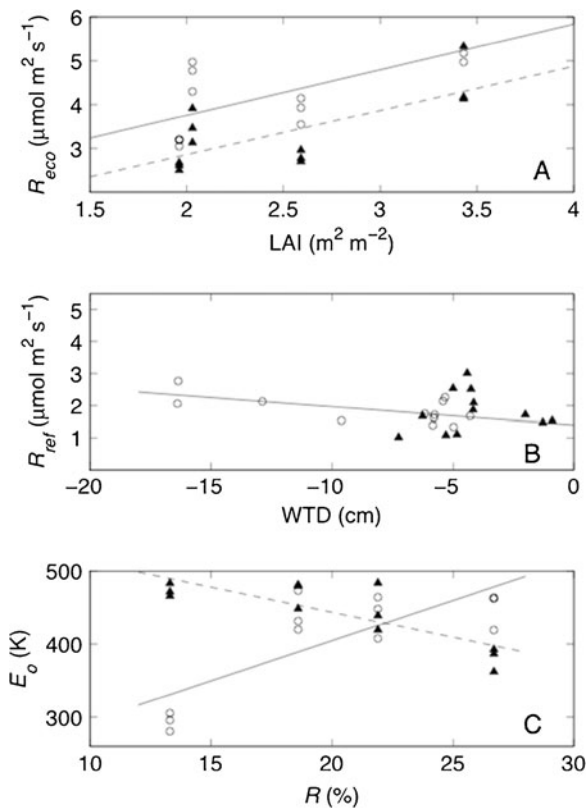 6
5
4
3
2
R_eco (µmol m² s⁻¹)
A
1.5 2 2.5 3 3.5 4
LAI (m² m⁻²)
5
4
3
2
1
R_ref (µmol m² s⁻¹)
B
−20 −15 −10 −5 0
WTD (cm)
500
400
300
E_o (K)
C
10 15 20 25 30
R (%)